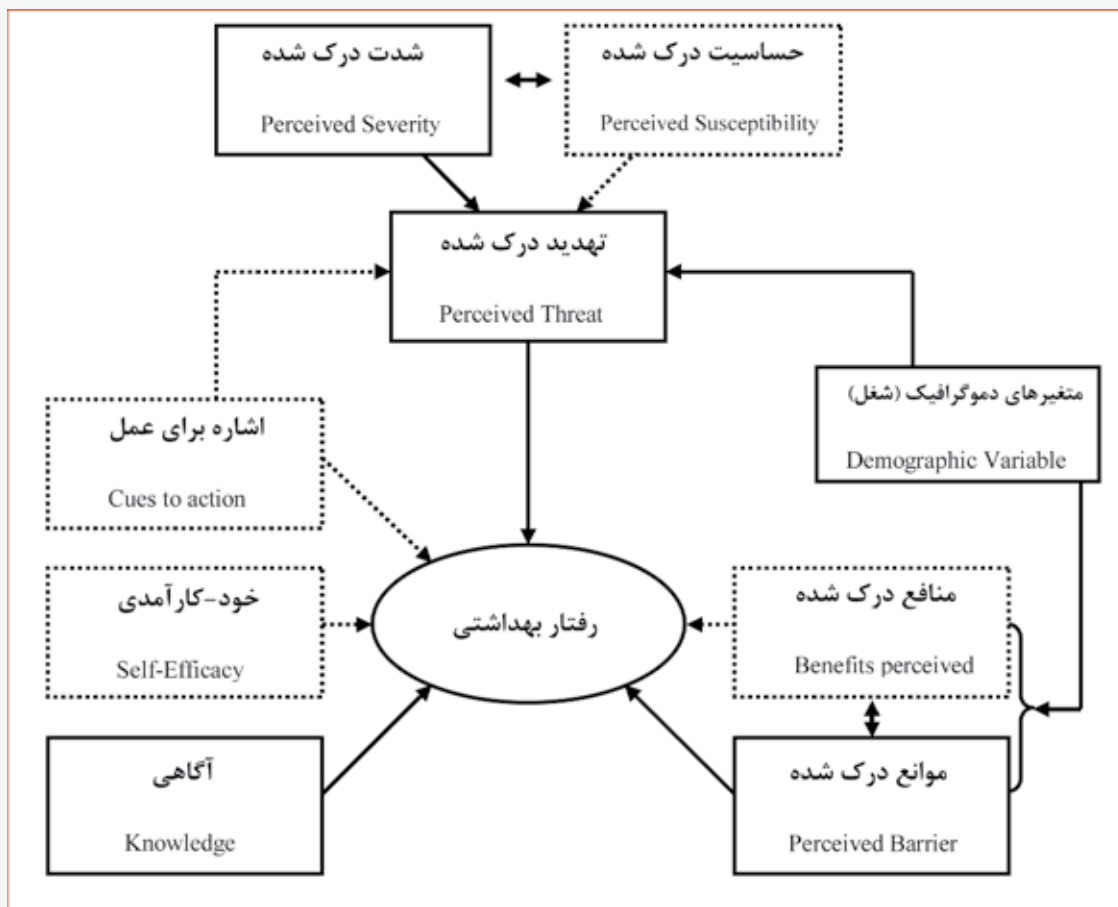 شدت درک شده
Perceived Severity
حساسیت درک شده
Perceived Susceptibility
تهدید درک شده
Perceived Threat
متغیرهای دموگرافیک (شغل)
Demographic Variable
اشاره برای عمل
Cues to action
خود-کارآمدی
Self-Efficacy
رفتار بهداشتی
منافع درک شده
Benefits perceived
آگاهی
Knowledge
موانع درک شده
Perceived Barrier